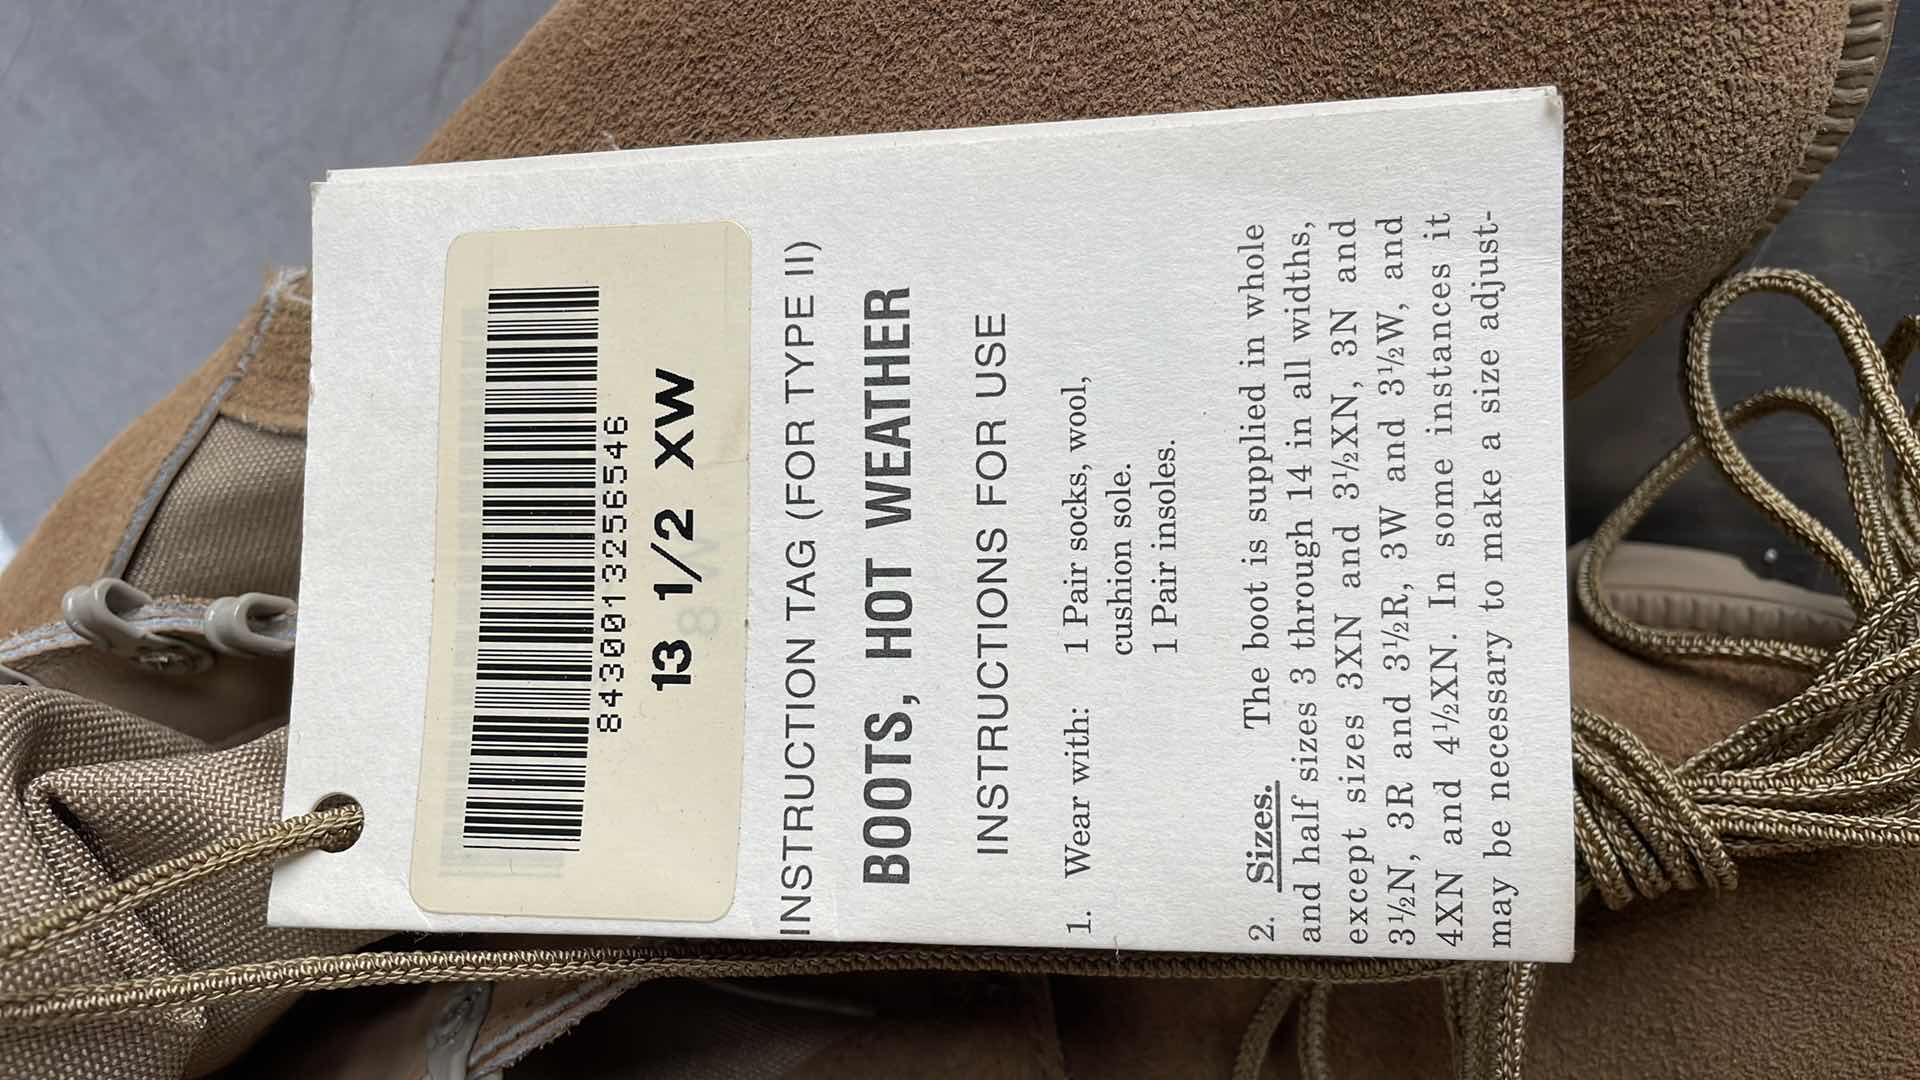 8430013256546
13 1/2 XW
INSTRUCTION TAG (FOR TYPE II)
BOOTS, HOT WEATHER
INSTRUCTIONS FOR USE
1. Wear with: 1 Pair socks, wool,
cushion sole.
1 Pair insoles.
2. Sizes. The boot is supplied in whole
and half sizes 3 through 14 in all widths,
except sizes 3XN and 3½XN, 3N and
3½N, 3R and 3½R, 3W and 3½W, and
4XN and 4½XN. In some instances it
may be necessary to make a size adjust-